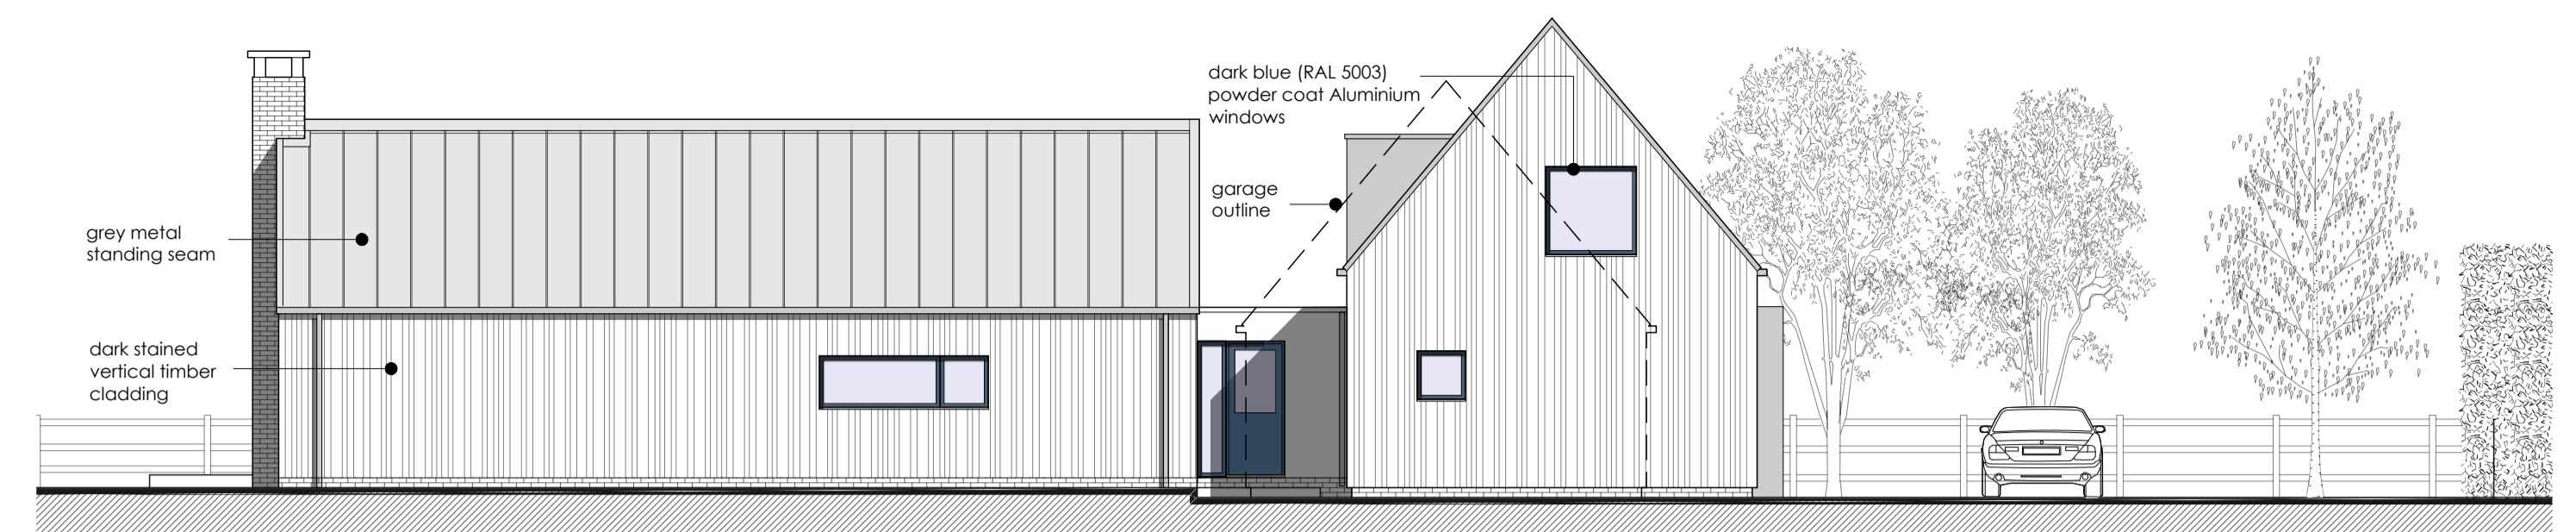 dark blue (RAL 5003)
powder coat Aluminium
windows
garage
outline
grey metal
standing seam
dark stained
vertical timber
cladding